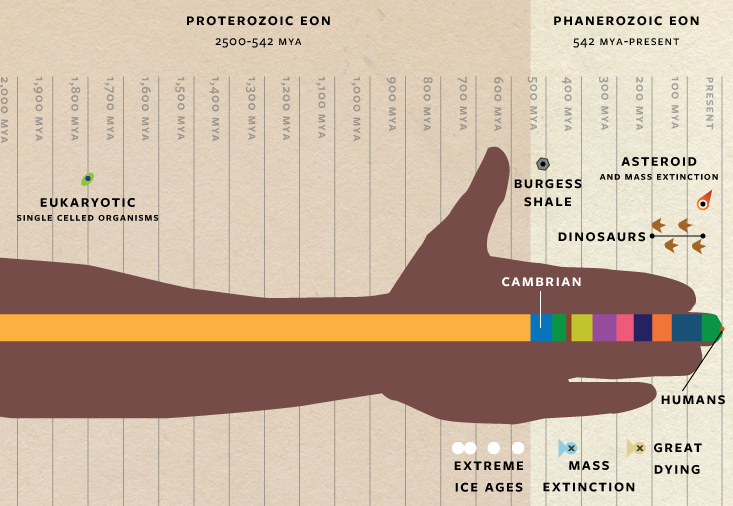 PROTEROZOIC EON
2500-542 MYA
PHANEROZOIC EON
542 MYA-PRESENT
2,000 MYA
1,900 MYA
1,800 MYA
1,700 MYA
1,600 MYA
1,500 MYA
1,400 MYA
1,300 MYA
1,200 MYA
1,100 MYA
1,000 MYA
900 MYA
800 MYA
700 MYA
600 MYA
500 MYA
400 MYA
300 MYA
200 MYA
100 MYA
PRESENT
EUKARYOTIC
SINGLE CELLED ORGANISMS
BURGESS
SHALE
ASTEROID
AND MASS EXTINCTION
DINOSAURS
CAMBRIAN
HUMANS
EXTREME
ICE AGES
MASS
EXTINCTION
GREAT
DYING